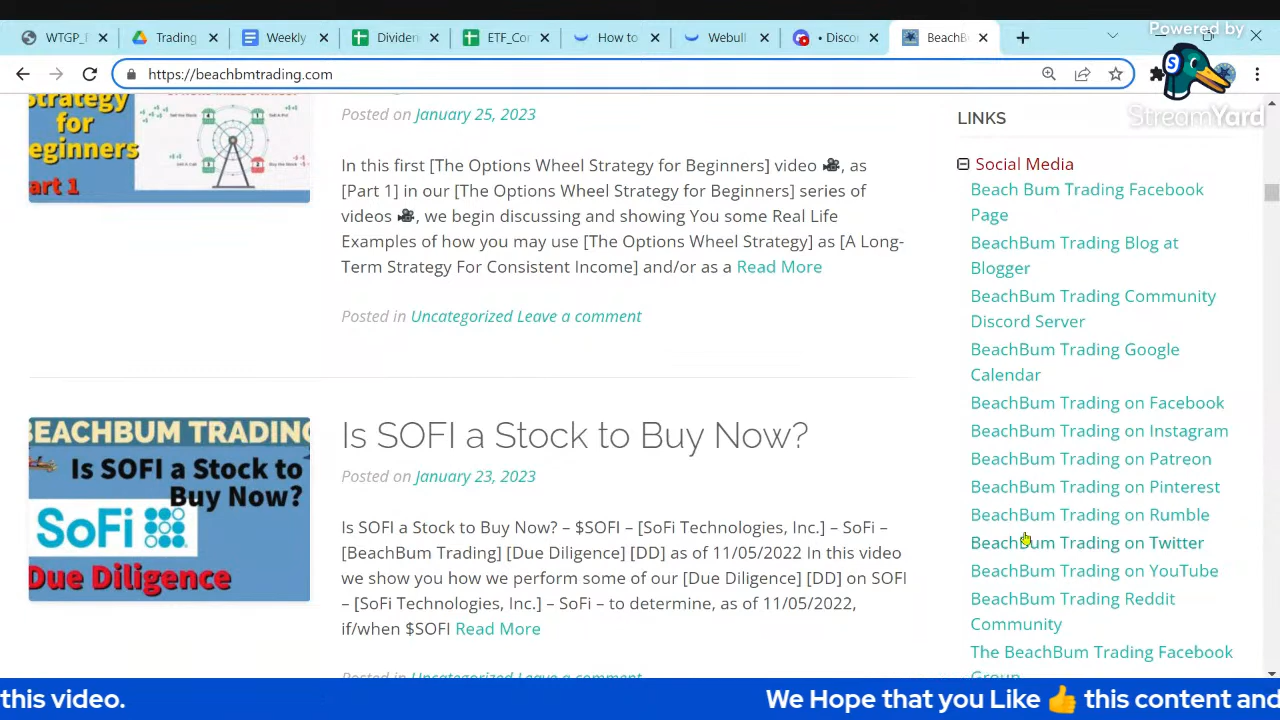 Powered by
StreamYard
WTGP_
Trading
Weekly
Dividen
ETF_Cor
How to
Webull
• Discor
BeachB
https://beachbmtrading.com
Strategy
for
eginners
art 1
Posted on January 25, 2023
In this first [The Options Wheel Strategy for Beginners] video 🎥, as
[Part 1] in our [The Options Wheel Strategy for Beginners] series of
videos 🎥, we begin discussing and showing You some Real Life
Examples of how you may use [The Options Wheel Strategy] as [A Long-
Term Strategy For Consistent Income] and/or as a Read More
Posted in Uncategorized Leave a comment
BEACHBUM TRADING
Is SOFI a Stock to
Buy Now?
SoFi
Due Diligence
Is SOFI a Stock to Buy Now?
Posted on January 23, 2023
Is SOFI a Stock to Buy Now? – $SOFI – [SoFi Technologies, Inc.] – SoFi –
[BeachBum Trading] [Due Diligence] [DD] as of 11/05/2022 In this video
we show you how we perform some of our [Due Diligence] [DD] on SOFI
– [SoFi Technologies, Inc.] – SoFi – to determine, as of 11/05/2022,
if/when $SOFI Read More
Posted in Uncategorized Leave a comment
LINKS
Social Media
Beach Bum Trading Facebook
Page
BeachBum Trading Blog at
Blogger
BeachBum Trading Community
Discord Server
BeachBum Trading Google
Calendar
BeachBum Trading on Facebook
BeachBum Trading on Instagram
BeachBum Trading on Patreon
BeachBum Trading on Pinterest
BeachBum Trading on Rumble
BeachBum Trading on Twitter
BeachBum Trading on YouTube
BeachBum Trading Reddit
Community
The BeachBum Trading Facebook
Group
this video. We Hope that you Like 👍 this content and